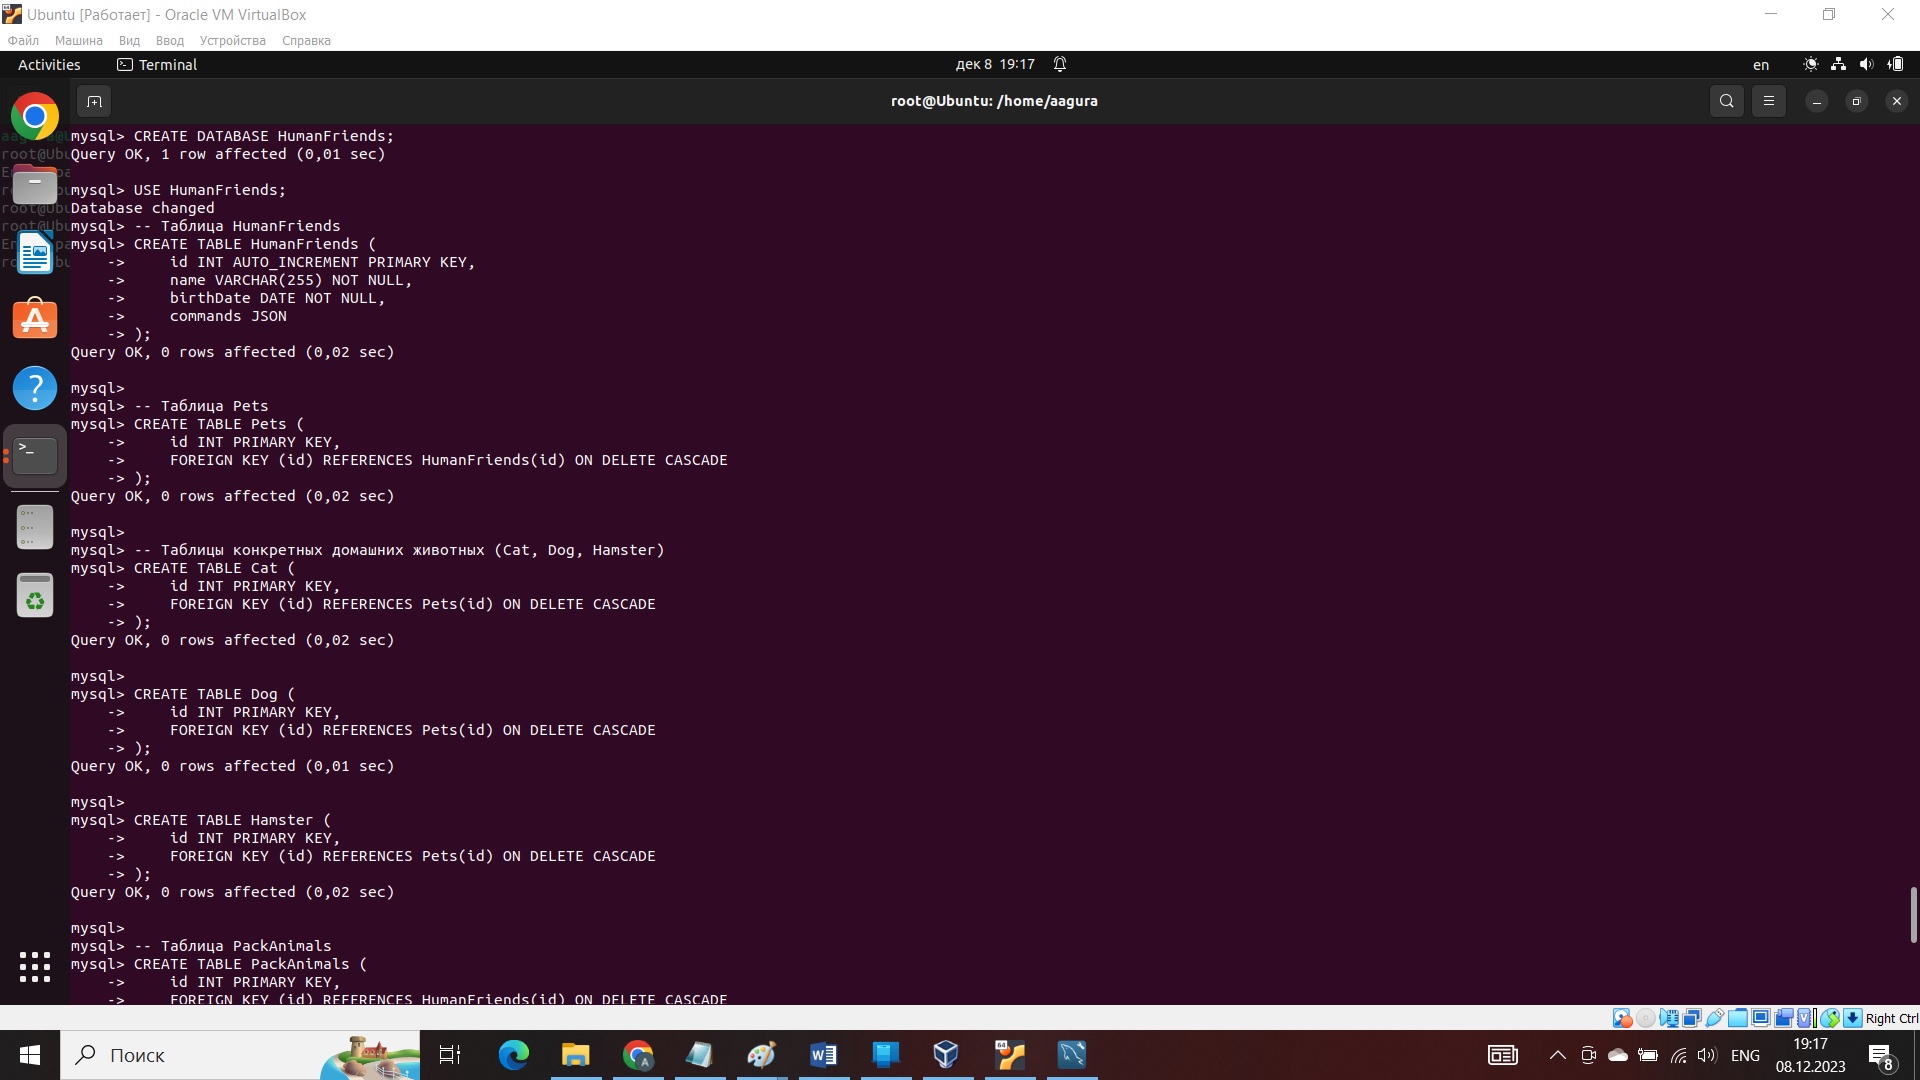 Ubuntu [Работает] - Oracle VM VirtualBox
Файл Машина Вид Ввод Устройства Справка
Activities Terminal дек 8 19:17 en
root@Ubuntu: /home/aagura
mysql> CREATE DATABASE HumanFriends;
Query OK, 1 row affected (0,01 sec)
mysql> USE HumanFriends;
Database changed
mysql> -- Таблица HumanFriends
mysql> CREATE TABLE HumanFriends (
-> id INT AUTO_INCREMENT PRIMARY KEY,
-> name VARCHAR(255) NOT NULL,
-> birthDate DATE NOT NULL,
-> commands JSON
-> );
Query OK, 0 rows affected (0,02 sec)
mysql>
mysql> -- Таблица Pets
mysql> CREATE TABLE Pets (
-> id INT PRIMARY KEY,
-> FOREIGN KEY (id) REFERENCES HumanFriends(id) ON DELETE CASCADE
-> );
Query OK, 0 rows affected (0,02 sec)
mysql>
mysql> -- Таблицы конкретных домашних животных (Cat, Dog, Hamster)
mysql> CREATE TABLE Cat (
-> id INT PRIMARY KEY,
-> FOREIGN KEY (id) REFERENCES Pets(id) ON DELETE CASCADE
-> );
Query OK, 0 rows affected (0,02 sec)
mysql>
mysql> CREATE TABLE Dog (
-> id INT PRIMARY KEY,
-> FOREIGN KEY (id) REFERENCES Pets(id) ON DELETE CASCADE
-> );
Query OK, 0 rows affected (0,01 sec)
mysql>
mysql> CREATE TABLE Hamster (
-> id INT PRIMARY KEY,
-> FOREIGN KEY (id) REFERENCES Pets(id) ON DELETE CASCADE
-> );
Query OK, 0 rows affected (0,02 sec)
mysql>
mysql> -- Таблица PackAnimals
mysql> CREATE TABLE PackAnimals (
-> id INT PRIMARY KEY,
-> FOREIGN KEY (id) REFERENCES HumanFriends(id) ON DELETE CASCADE
Right Ctrl
Поиск
ENG
19:17
08.12.2023
8